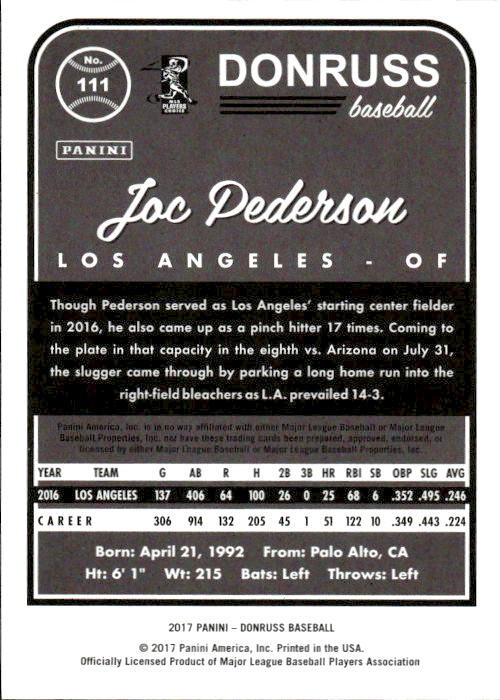 No.
111
MLB
PLAYERS
CHOICE
DONRUSS
baseball
PANINI
Joc Pederson
LOS ANGELES - OF
Though Pederson served as Los Angeles’ starting center fielder
in 2016, he also came up as a pinch hitter 17 times. Coming to
the plate in that capacity in the eighth vs. Arizona on July 31,
the slugger came through by parking a long home run into the
right-field bleachers as L.A. prevailed 14-3.
Panini America, Inc. is in no way affiliated with either Major League Baseball or Major League
Baseball Properties, Inc. nor have these trading cards been prepared, approved, endorsed, or
licensed by either Major League Baseball or Major League Baseball Properties, Inc.
YEAR TEAM G AB R H 2B 3B HR RBI SB OBP SLG AVG
2016 LOS ANGELES 137 406 64 100 26 0 25 68 6 .352 .495 .246
CAREER 306 914 132 205 45 1 51 122 10 .349 .443 .224
Born: April 21, 1992 From: Palo Alto, CA
Ht: 6' 1" Wt: 215 Bats: Left Throws: Left
2017 PANINI – DONRUSS BASEBALL
© 2017 Panini America, Inc. Printed in the USA.
Officially Licensed Product of Major League Baseball Players Association